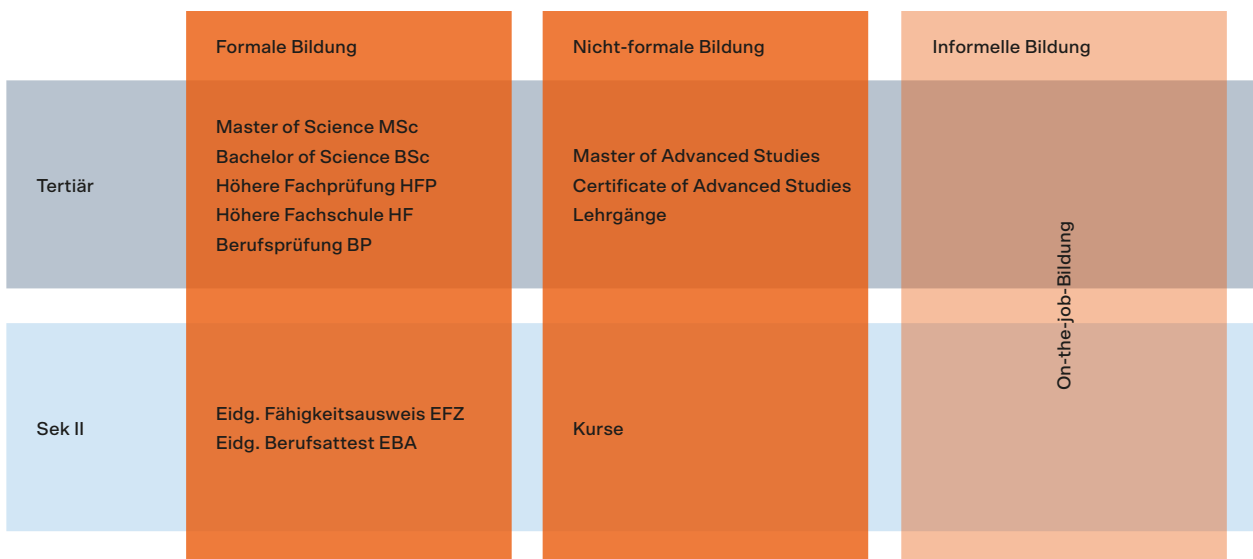 Formale Bildung
Nicht-formale Bildung
Informelle Bildung
Tertiär
Master of Science MSc
Bachelor of Science BSc
Höhere Fachprüfung HFP
Höhere Fachschule HF
Berufsprüfung BP
Master of Advanced Studies
Certificate of Advanced Studies
Lehrgänge
On-the-job-Bildung
Sek II
Eidg. Fähigkeitsausweis EFZ
Eidg. Berufsattest EBA
Kurse